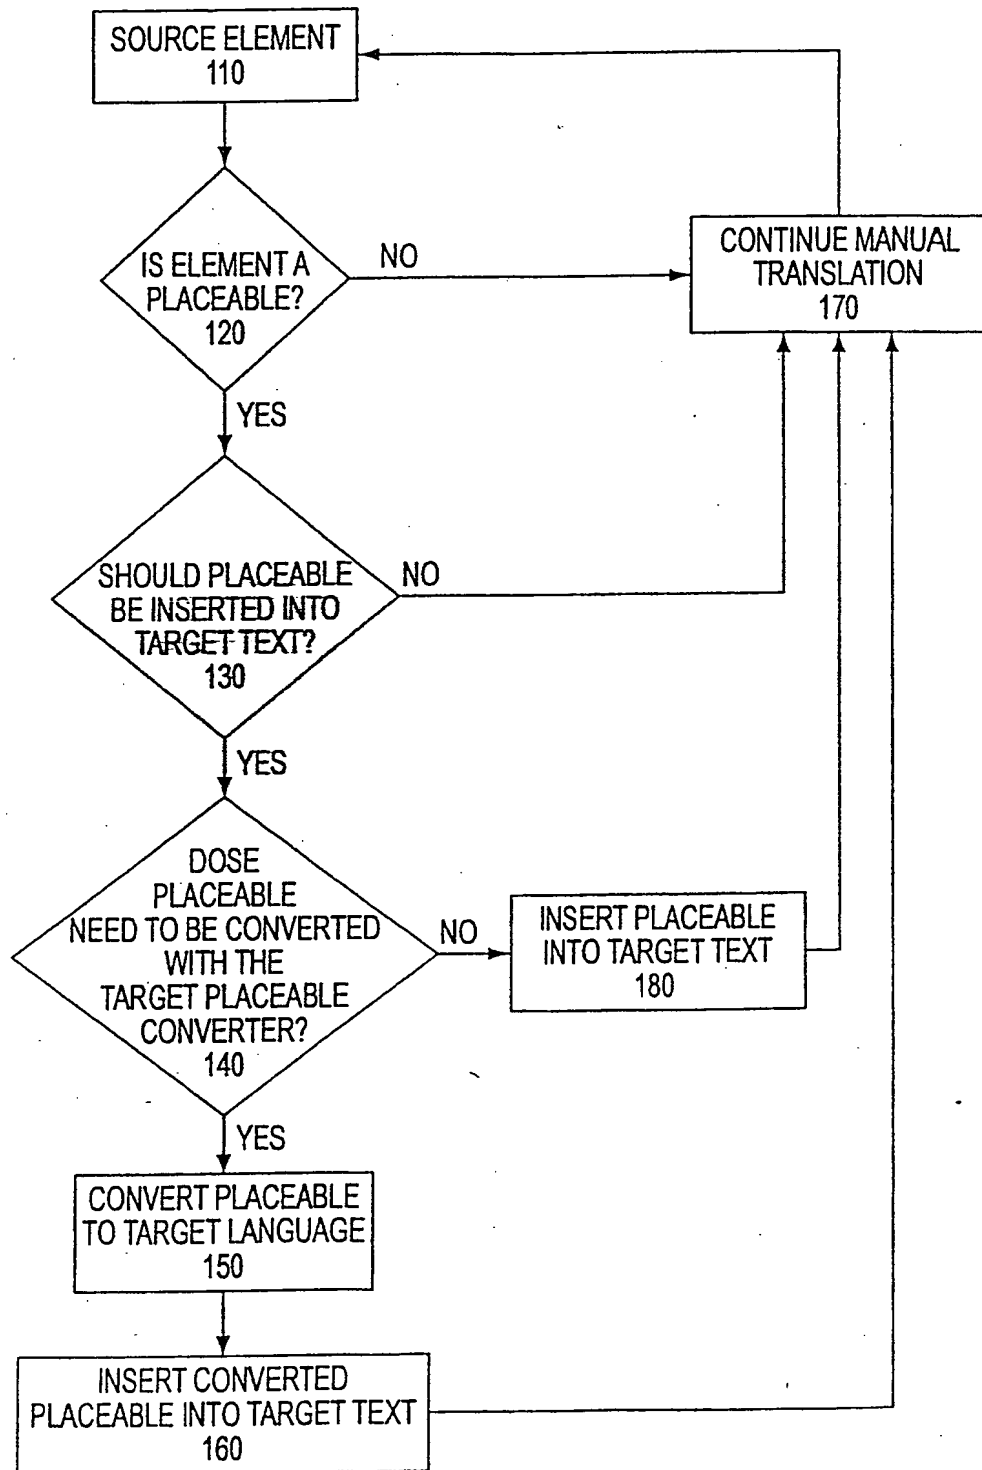 SOURCE ELEMENT
110
IS ELEMENT A
PLACEABLE?
120
NO
CONTINUE MANUAL
TRANSLATION
170
YES
SHOULD PLACEABLE
BE INSERTED INTO
TARGET TEXT?
130
NO
YES
DOSE
PLACEABLE
NEED TO BE CONVERTED
WITH THE
TARGET PLACEABLE
CONVERTER?
140
NO
INSERT PLACEABLE
INTO TARGET TEXT
180
YES
CONVERT PLACEABLE
TO TARGET LANGUAGE
150
INSERT CONVERTED
PLACEABLE INTO TARGET TEXT
160